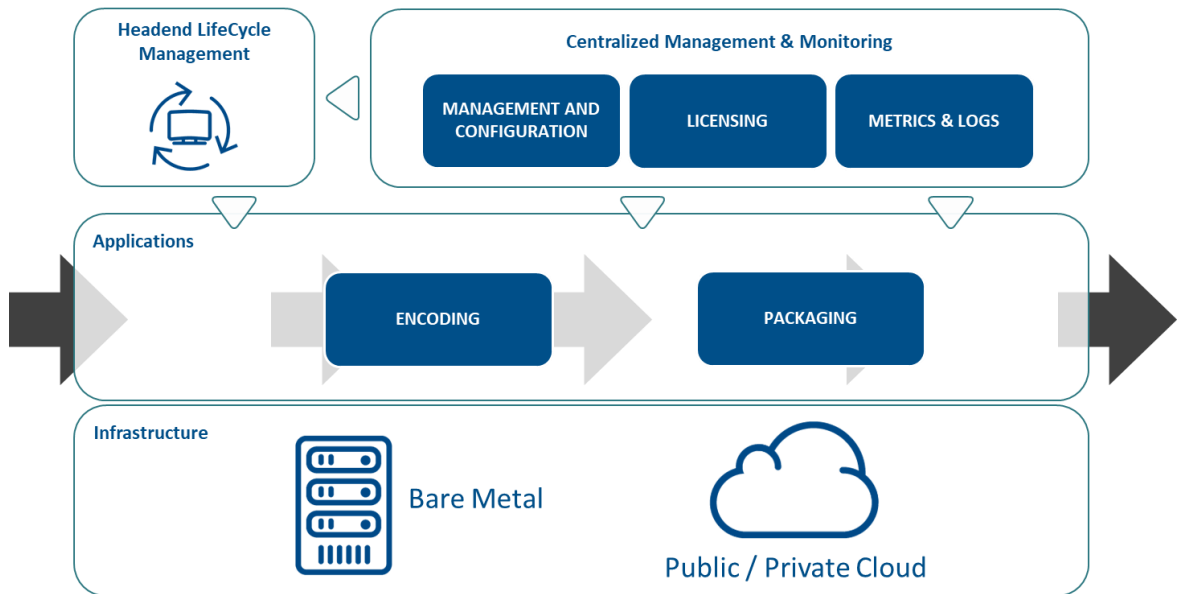 Headend LifeCycle
Management
Centralized Management & Monitoring
MANAGEMENT AND
CONFIGURATION
LICENSING
METRICS & LOGS
Applications
ENCODING
PACKAGING
Infrastructure
Bare Metal
Public / Private Cloud